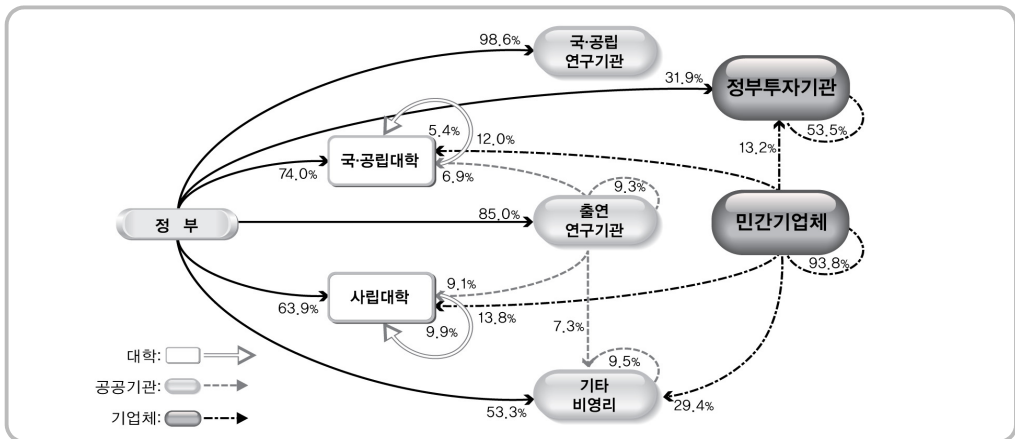 98.6%
국·공립
연구기관
31.9%
정부투자기관
53.5%
5.4%
12.0%
13.2%
국·공립대학
74.0%
6.9%
9.3%
정 부
85.0%
출연
연구기관
민간기업체
93.8%
9.1%
사립대학
63.9%
9.9%
13.8%
7.3%
대학:
9.5%
공공기관:
기타
비영리
53.3%
29.4%
기업체: